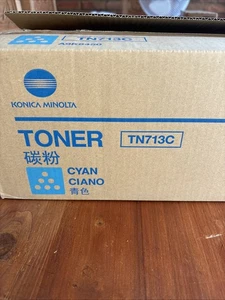 TN713C
KONICA MINOLTA
TONER
TN713C
碳粉
CYAN
CIANO
青色